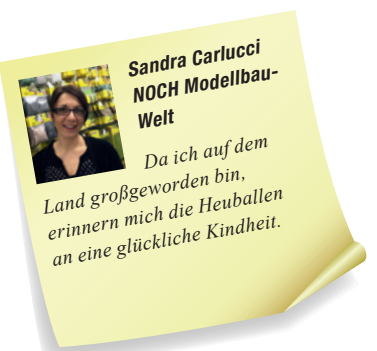 Sandra Carlucci
NOCH Modellbau-
Welt
Da ich auf dem
Land großgeworden bin,
erinnern mich die Heuballen
an eine glückliche Kindheit.